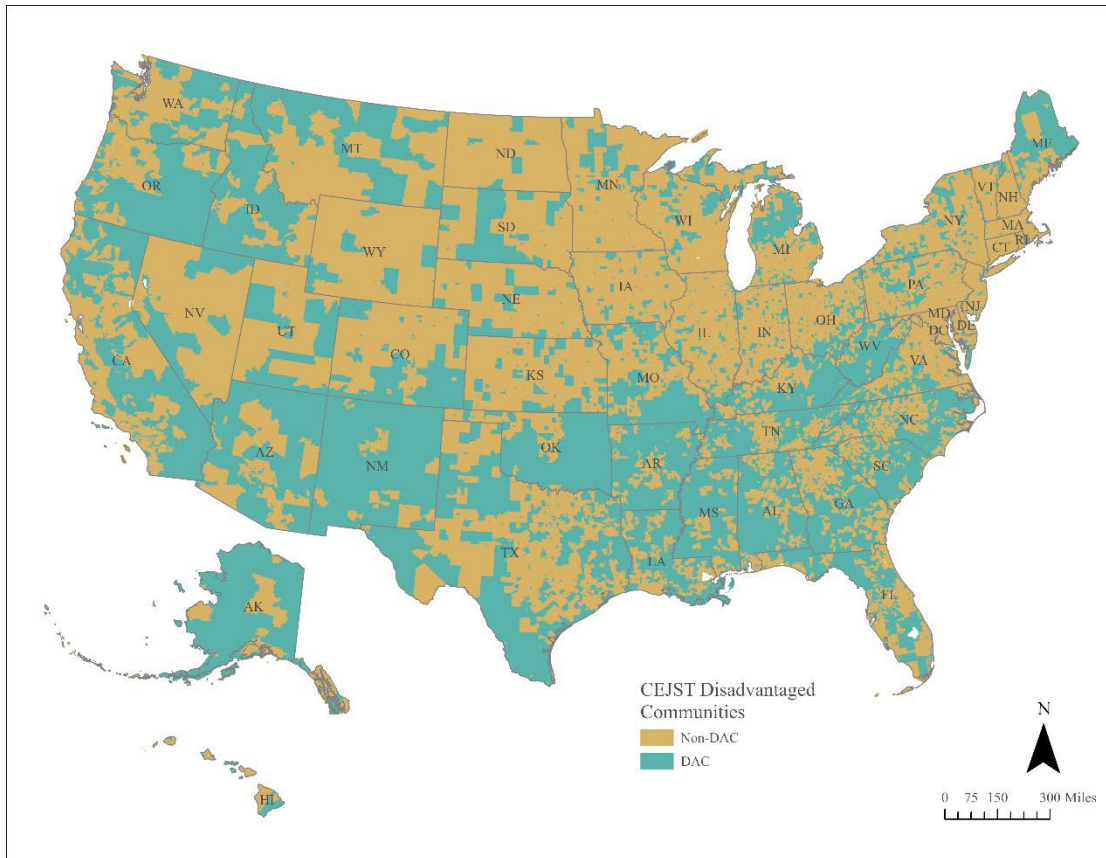 WA
MT
ND
MN
ME
OR
ID
WY
SD
WI
MI
NY
VT
NH
MA
CT
RI
NV
UT
CO
NE
IA
IL
IN
OH
PA
NJ
MD
DE
DC
WV
VA
CA
KS
MO
KY
AZ
NM
OK
AR
TN
NC
SC
TX
LA
MS
AL
GA
FL
AK
HI
CEJST Disadvantaged
Communities
Non-DAC
DAC
N
0 75 150 300 Miles